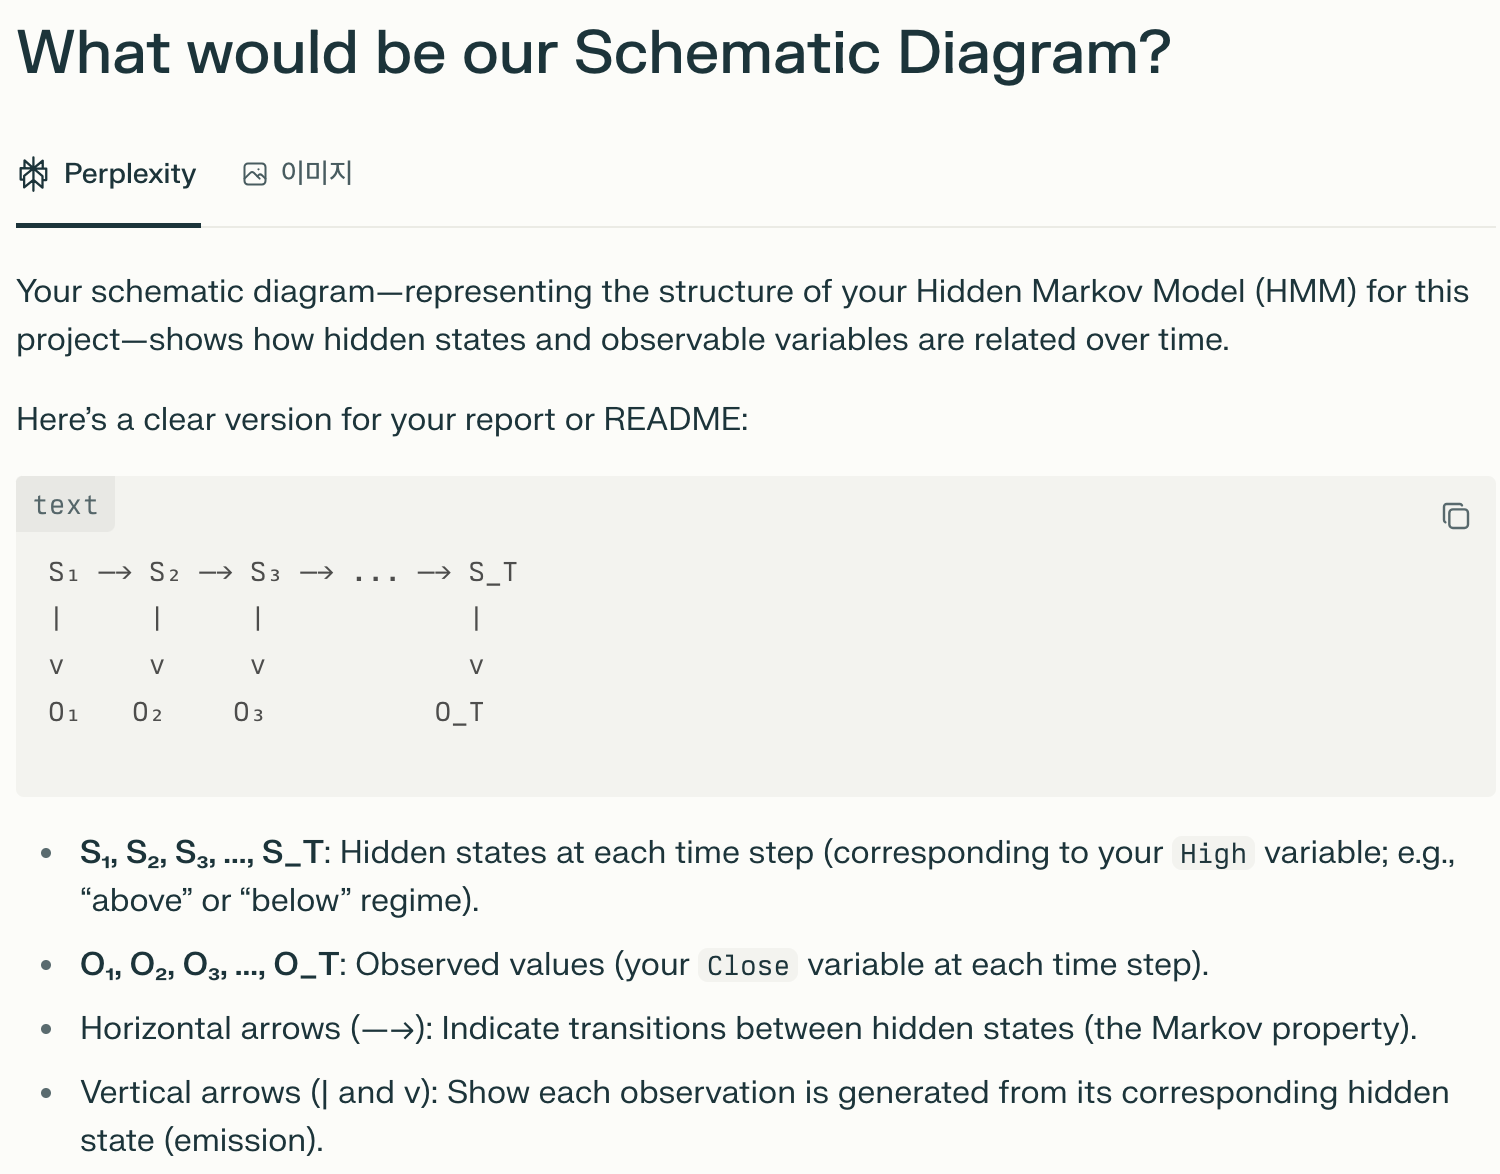 What would be our Schematic Diagram?
Perplexity 이미지
Your schematic diagram—representing the structure of your Hidden Markov Model (HMM) for this
project—shows how hidden states and observable variables are related over time.
Here’s a clear version for your report or README:
text
S₁ —→ S₂ —→ S₃ —→ ... —→ S_T
|     |     |            |
v     v     v            v
O₁   O₂    O₃          O_T
S₁, S₂, S₃, ..., S_T: Hidden states at each time step (corresponding to your High variable; e.g.,
“above” or “below” regime).
O₁, O₂, O₃, ..., O_T: Observed values (your Close variable at each time step).
Horizontal arrows (—→): Indicate transitions between hidden states (the Markov property).
Vertical arrows (| and v): Show each observation is generated from its corresponding hidden
state (emission).